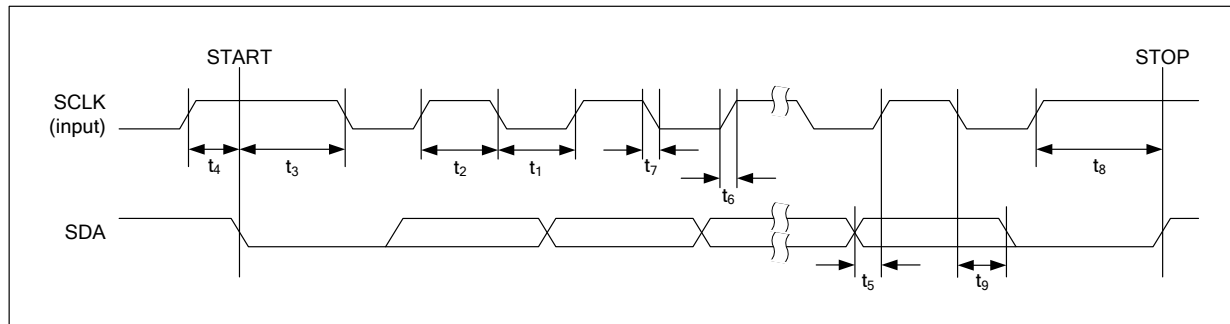 START
STOP
SCLK
(input)
t4
t3
t2
t1
t7
t6
t8
SDA
t5
t9